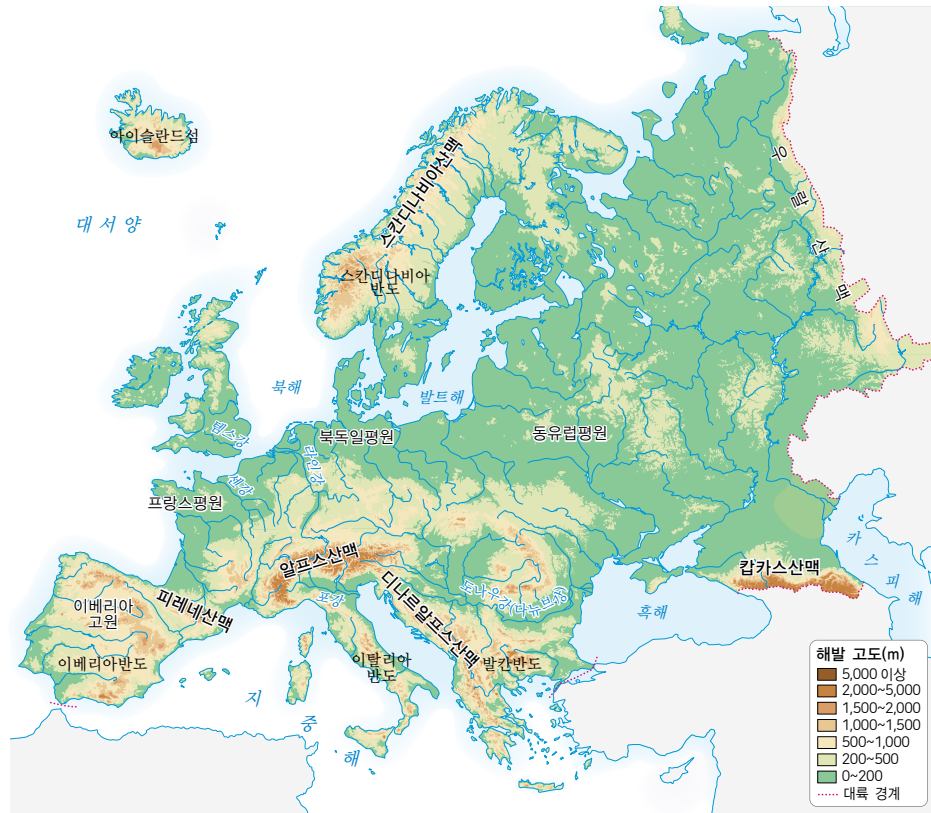 아이슬란드섬
대서양
스칸디나비아산맥
스칸디나비아
반도
우랄산맥
북해
발트해
템스강
라인강
센강
북독일평원
동유럽평원
프랑스평원
알프스산맥
캅카스산맥
카스피해
디나르알프스산맥
도나우강(다뉴브강)
포강
흑해
피레네산맥
이베리아
고원
이베리아반도
이탈리아
반도
발칸반도
지중해
해발 고도(m)
5,000 이상
2,000~5,000
1,500~2,000
1,000~1,500
500~1,000
200~500
0~200
대륙 경계